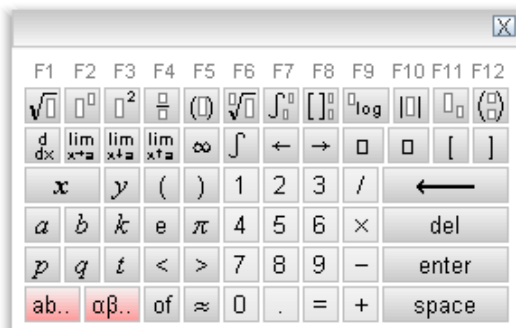 X
F1 F2 F3 F4 F5 F6 F7 F8 F9 F10 F11 F12
√▯ ▯^▯ ▯² ▯/▯ (▯) ▯√▯ ∫▯▯ [ ]▯▯ ▯log |▯| ▯▯ (▯▯)
d/dx lim x→a lim x↓a lim x↑a ∞ ∫ ← → ▯ ▯ [ ]
x y ( ) 1 2 3 / ←
a b k e π 4 5 6 × del
p q t < > 7 8 9 − enter
ab.. αβ.. of ≈ 0 . = + space